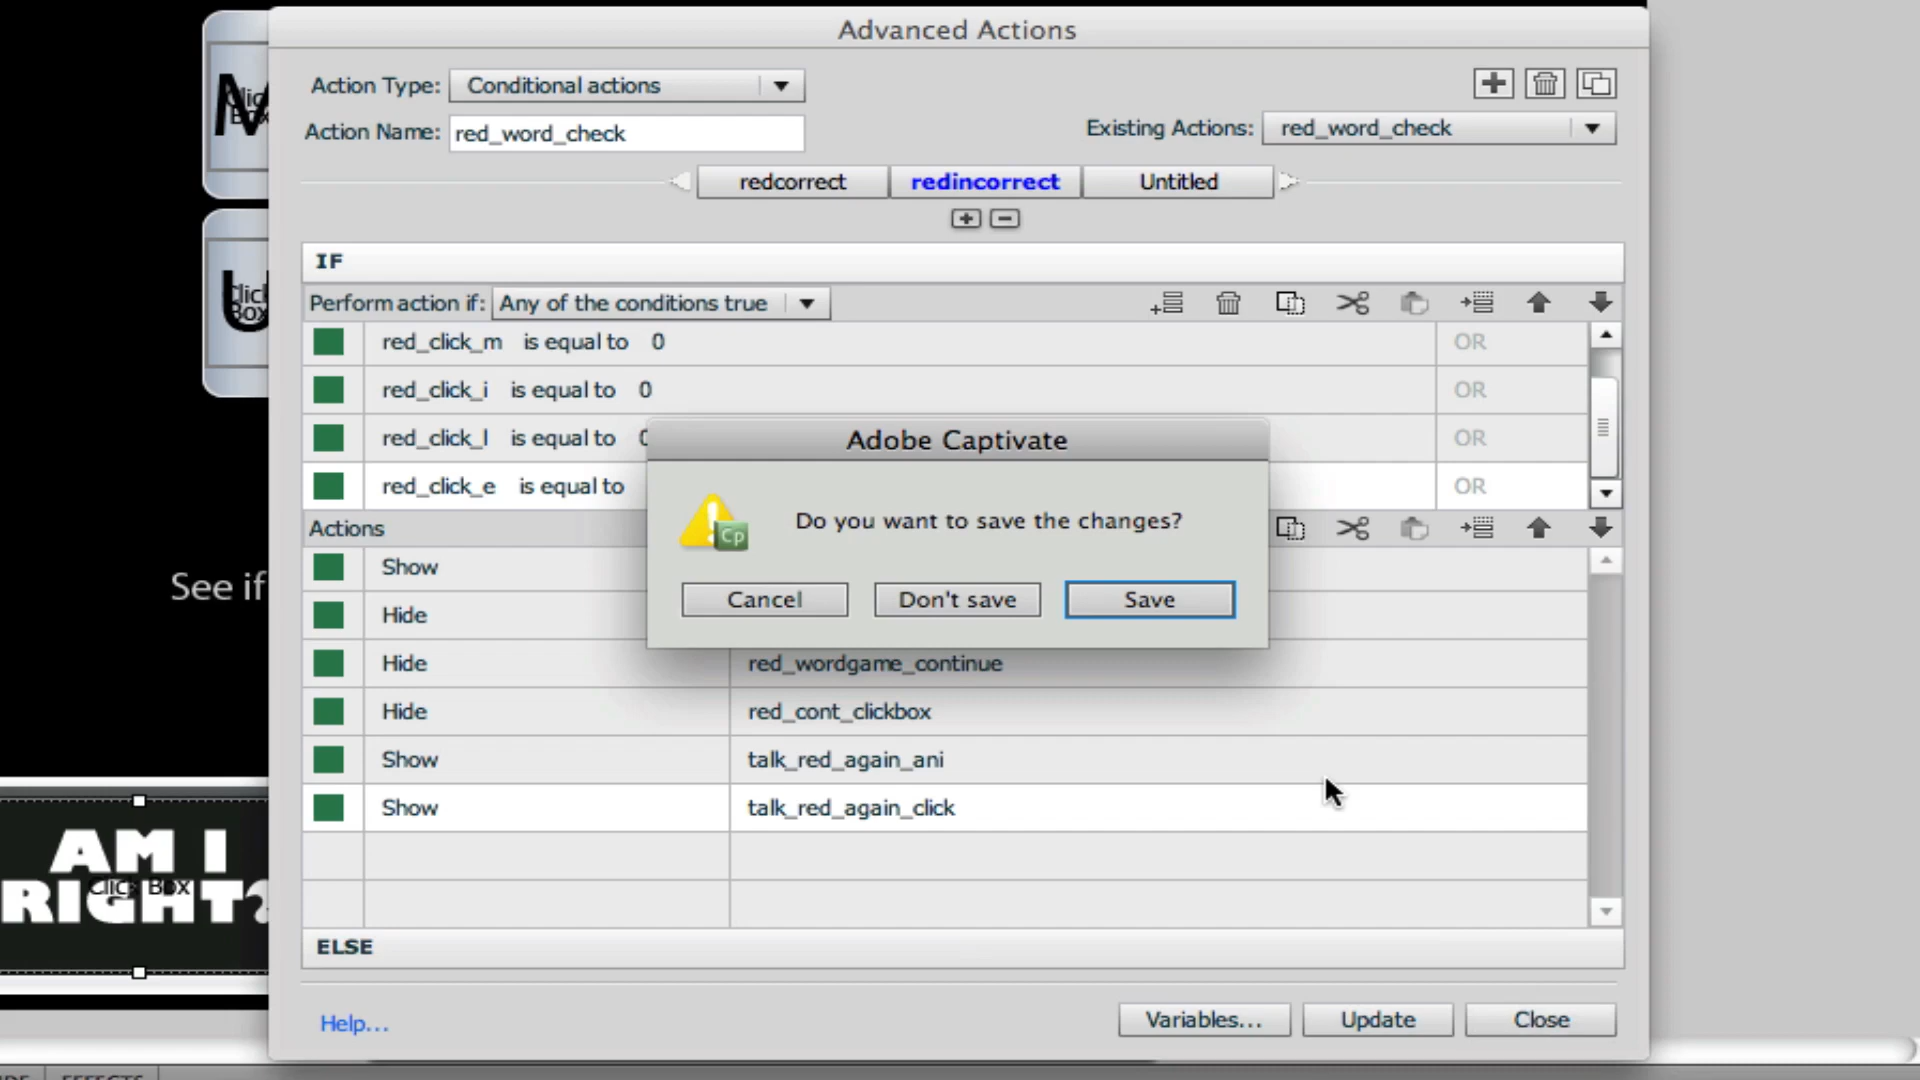 Advanced Actions
Action Type: Conditional actions
Action Name: red_word_check
Existing Actions: red_word_check
redcorrect redincorrect Untitled
IF
Perform action if: Any of the conditions true
red_click_m is equal to 0 OR
red_click_i is equal to 0 OR
red_click_l is equal to OR
red_click_e is equal to OR
Adobe Captivate
Do you want to save the changes?
Cp
Cancel Don't save Save
Actions
Show
Hide
Hide red_wordgame_continue
Hide red_cont_clickbox
Show talk_red_again_ani
Show talk_red_again_click
ELSE
Help... Variables... Update Close
M
U
See if
AM I
RIGHT?
Click Box
EFFECTS